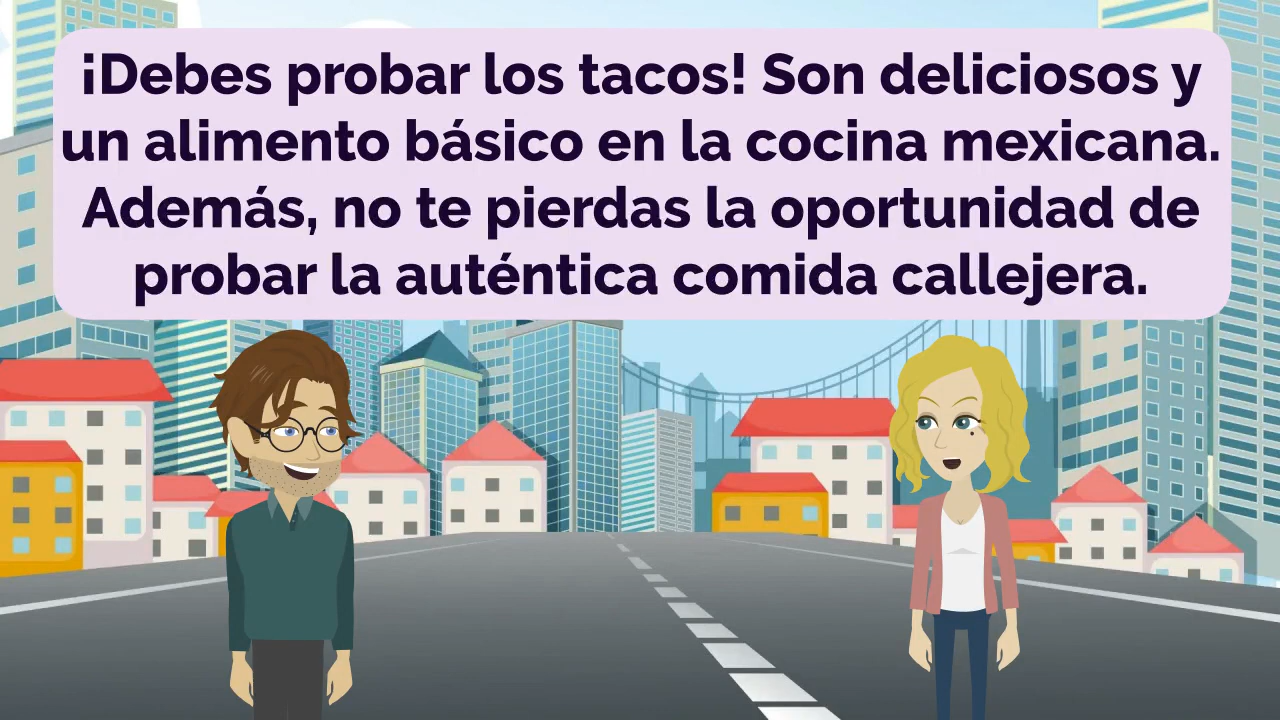 ¡Debes probar los tacos! Son deliciosos y
un alimento básico en la cocina mexicana.
Además, no te pierdas la oportunidad de
probar la auténtica comida callejera.